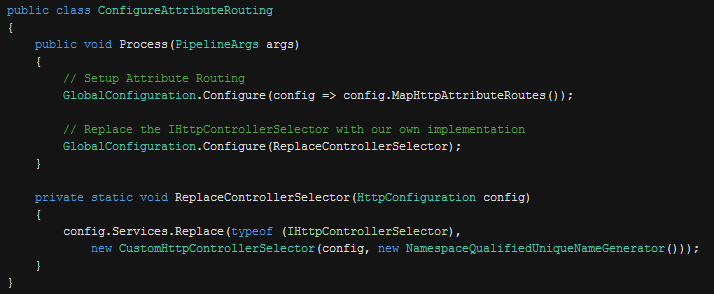 public class ConfigureAttributeRouting
{
    public void Process(PipelineArgs args)
    {
        // Setup Attribute Routing
        GlobalConfiguration.Configure(config => config.MapHttpAttributeRoutes());

        // Replace the IHttpControllerSelector with our own implementation
        GlobalConfiguration.Configure(ReplaceControllerSelector);
    }

    private static void ReplaceControllerSelector(HttpConfiguration config)
    {
        config.Services.Replace(typeof (IHttpControllerSelector),
            new CustomHttpControllerSelector(config, new NamespaceQualifiedUniqueNameGenerator()));
    }
}